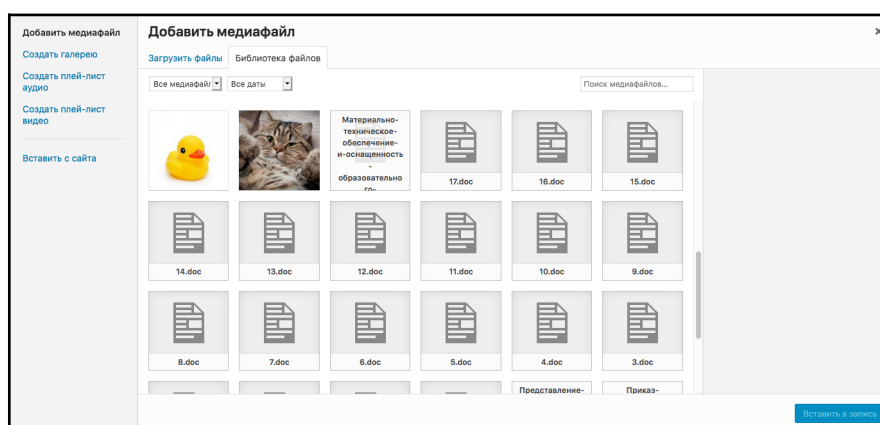 Добавить медиафайл
Создать галерею
Создать плей-лист
аудио
Создать плей-лист
видео
Вставить с сайта
Добавить медиафайл
Загрузить файлы
Библиотека файлов
Все медиафайл
Все даты
Поиск медиафайлов...
Материально-
техническое-
обеспечение-
и-оснащенность
-
образовательно
го-
17.doc
16.doc
15.doc
14.doc
13.doc
12.doc
11.doc
10.doc
9.doc
8.doc
7.doc
6.doc
5.doc
4.doc
3.doc
Представление-
Приказ-
Вставить в запись